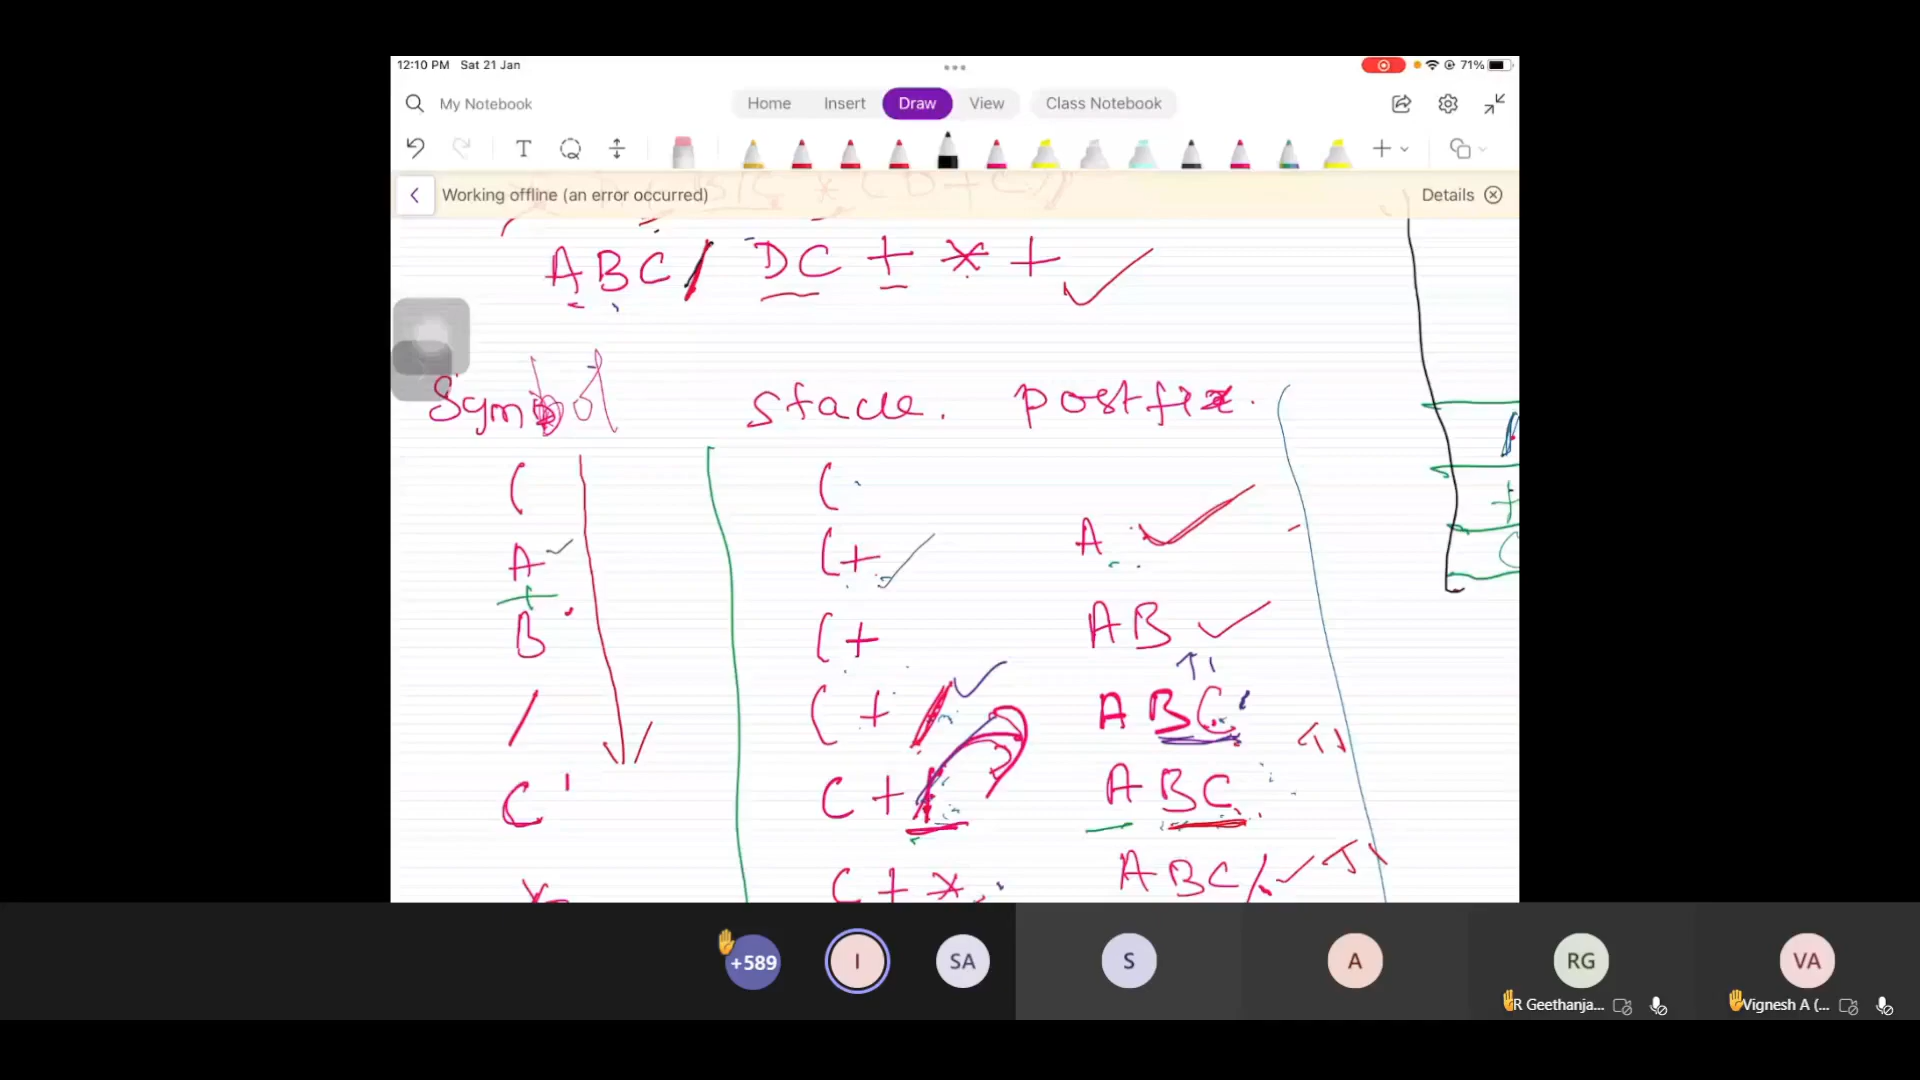 12:10 PM Sat 21 Jan
71%
My Notebook
Home Insert Draw View Class Notebook
Working offline (an error occurred) Details
ABC/ DC + * +
Symbol stack. postfix.
( (
A (+ A
+
B (+ AB
/ (+/ ABC
C (+/ ABC
* (+* ABC/
+589 I SA S A RG VA
R Geethanja... Vignesh A (...